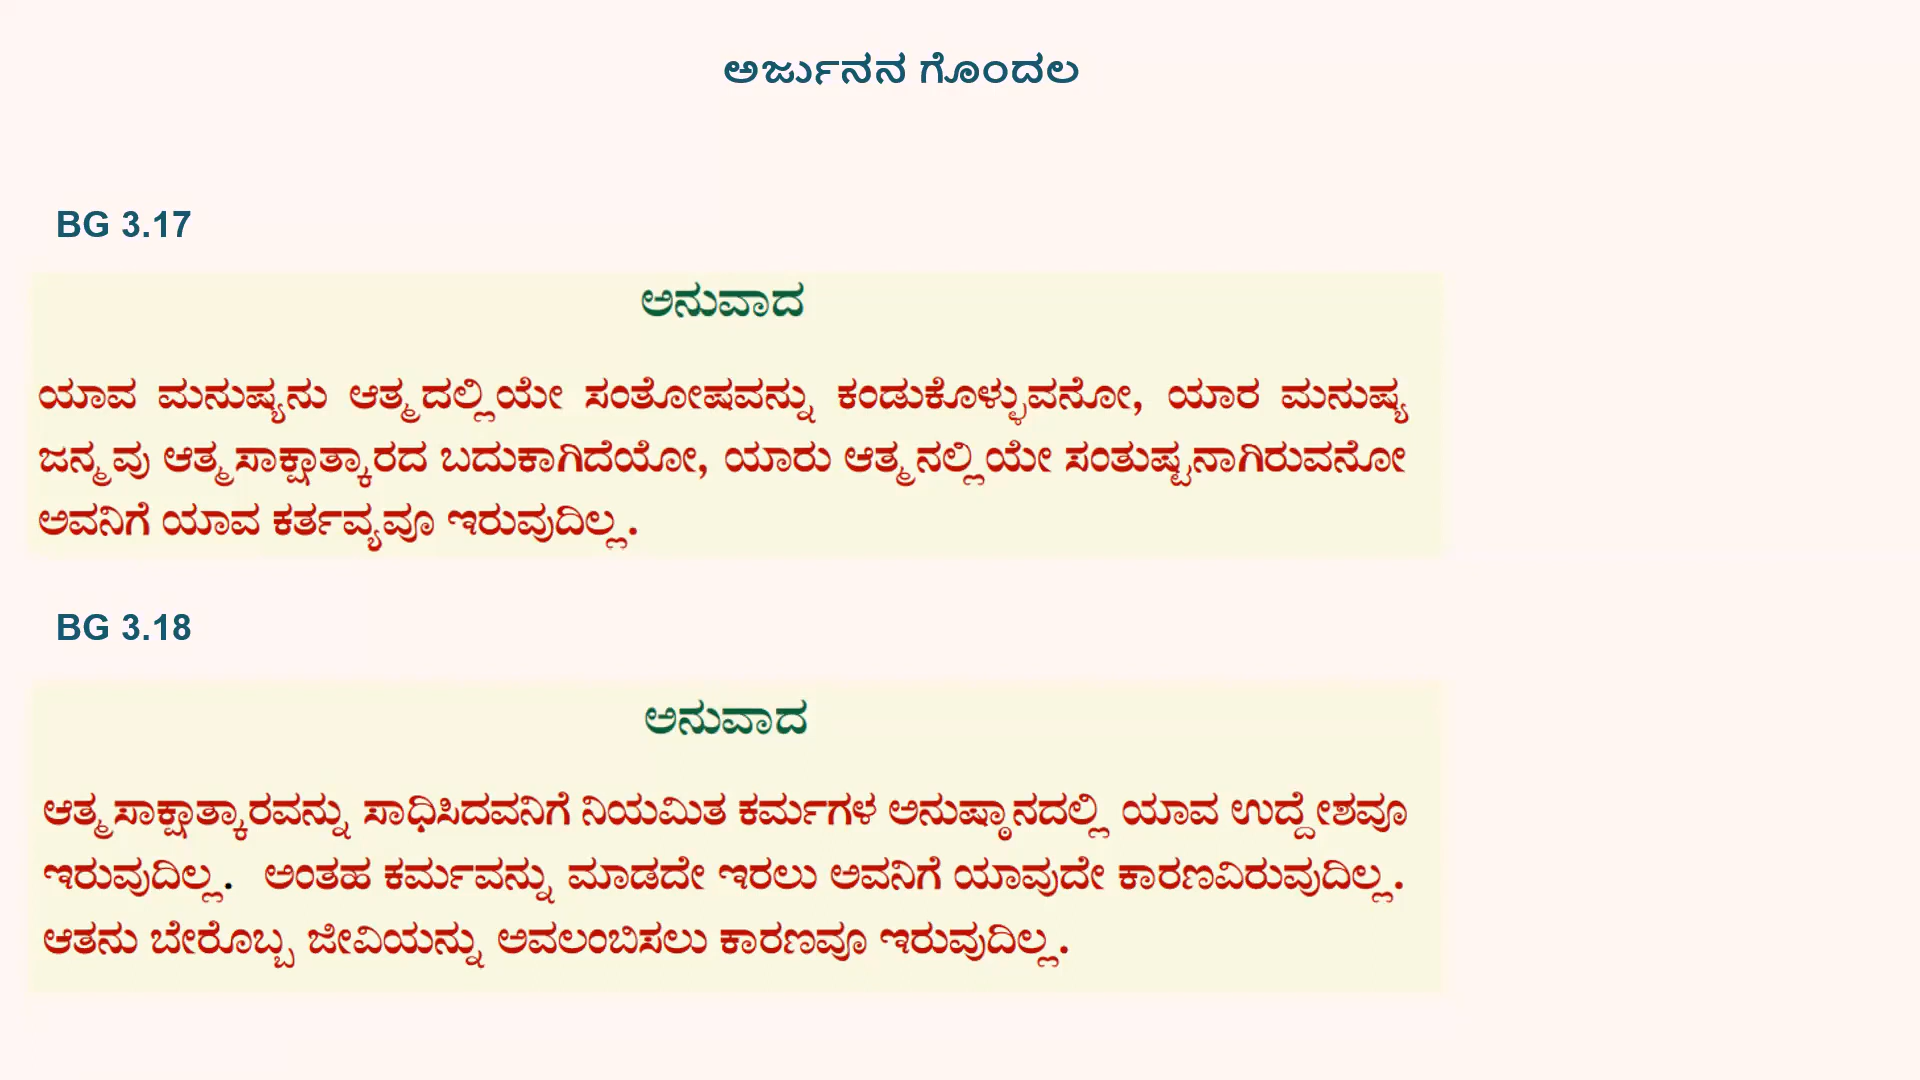 ಅರ್ಜುನನ ಗೊಂದಲ
BG 3.17
ಅನುವಾದ
ಯಾವ ಮನುಷ್ಯನು ಆತ್ಮದಲ್ಲಿಯೇ ಸಂತೋಷವನ್ನು ಕಂಡುಕೊಳ್ಳುವನೋ, ಯಾರ ಮನುಷ್ಯ
ಜನ್ಮವು ಆತ್ಮಸಾಕ್ಷಾತ್ಕಾರದ ಬದುಕಾಗಿದೆಯೋ, ಯಾರು ಆತ್ಮನಲ್ಲಿಯೇ ಸಂತುಷ್ಟನಾಗಿರುವನೋ
ಅವನಿಗೆ ಯಾವ ಕರ್ತವ್ಯವೂ ಇರುವುದಿಲ್ಲ.
BG 3.18
ಅನುವಾದ
ಆತ್ಮಸಾಕ್ಷಾತ್ಕಾರವನ್ನು ಸಾಧಿಸಿದವನಿಗೆ ನಿಯಮಿತ ಕರ್ಮಗಳ ಅನುಷ್ಠಾನದಲ್ಲಿ ಯಾವ ಉದ್ದೇಶವೂ
ಇರುವುದಿಲ್ಲ. ಅಂತಹ ಕರ್ಮವನ್ನು ಮಾಡದೇ ಇರಲು ಅವನಿಗೆ ಯಾವುದೇ ಕಾರಣವಿರುವುದಿಲ್ಲ.
ಆತನು ಬೇರೊಬ್ಬ ಜೀವಿಯನ್ನು ಅವಲಂಬಿಸಲು ಕಾರಣವೂ ಇರುವುದಿಲ್ಲ.